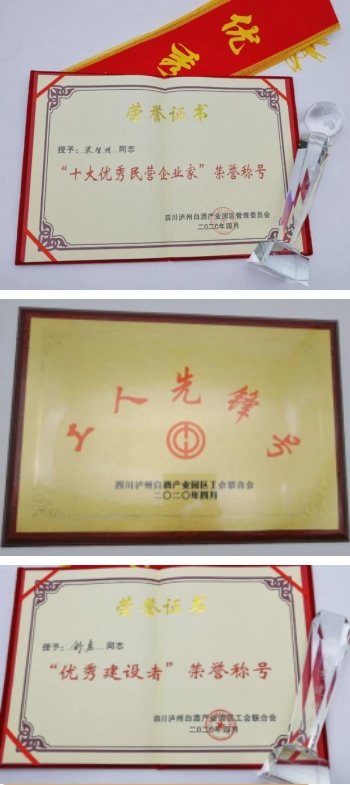 优秀
荣誉证书
授予： 同志
“十大优秀民营企业家”荣誉称号
四川泸州白酒产业园区管理委员会
二〇二〇年四月
工人先锋号
四川泸州白酒产业园区工会联合会
二〇二〇年四月
荣誉证书
授予： 同志
“优秀建设者”荣誉称号
四川泸州白酒产业园区工会联合会
二〇二〇年四月